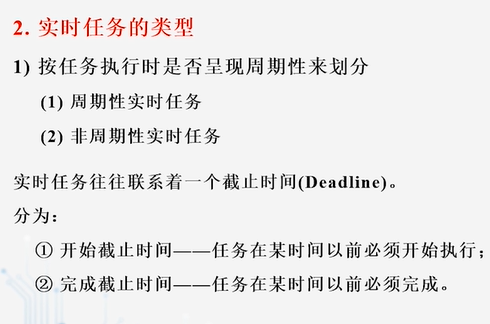 2. 实时任务的类型
1) 按任务执行时是否呈现周期性来划分
(1) 周期性实时任务
(2) 非周期性实时任务
实时任务往往联系着一个截止时间(Deadline)。
分为：
① 开始截止时间——任务在某时间以前必须开始执行；
② 完成截止时间——任务在某时间以前必须完成。